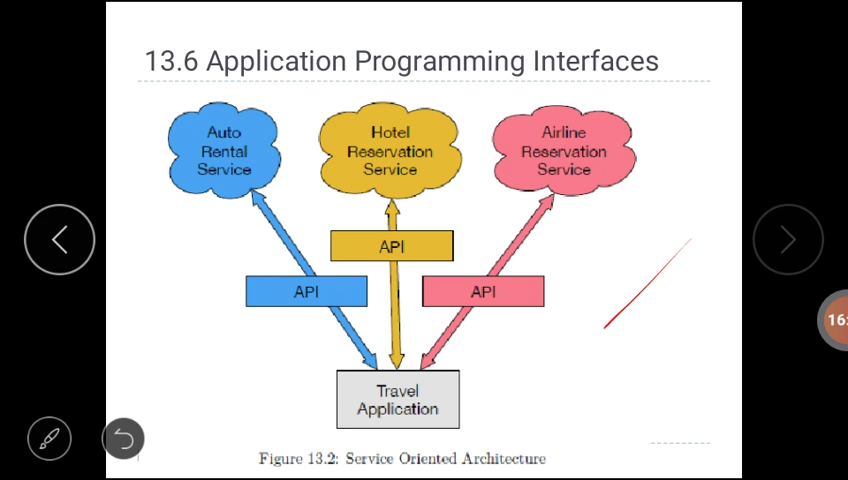 13.6 Application Programming Interfaces
Auto
Rental
Service
Hotel
Reservation
Service
Airline
Reservation
Service
API
API
API
Travel
Application
Figure 13.2: Service Oriented Architecture
16: